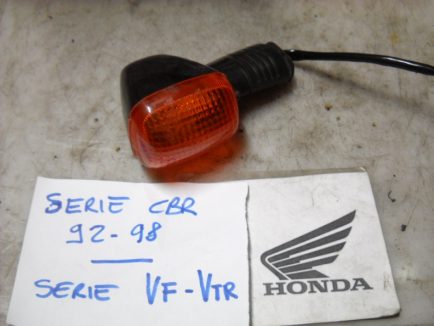 SERIE CBR
92-98
SERIE VF-VTR
HONDA